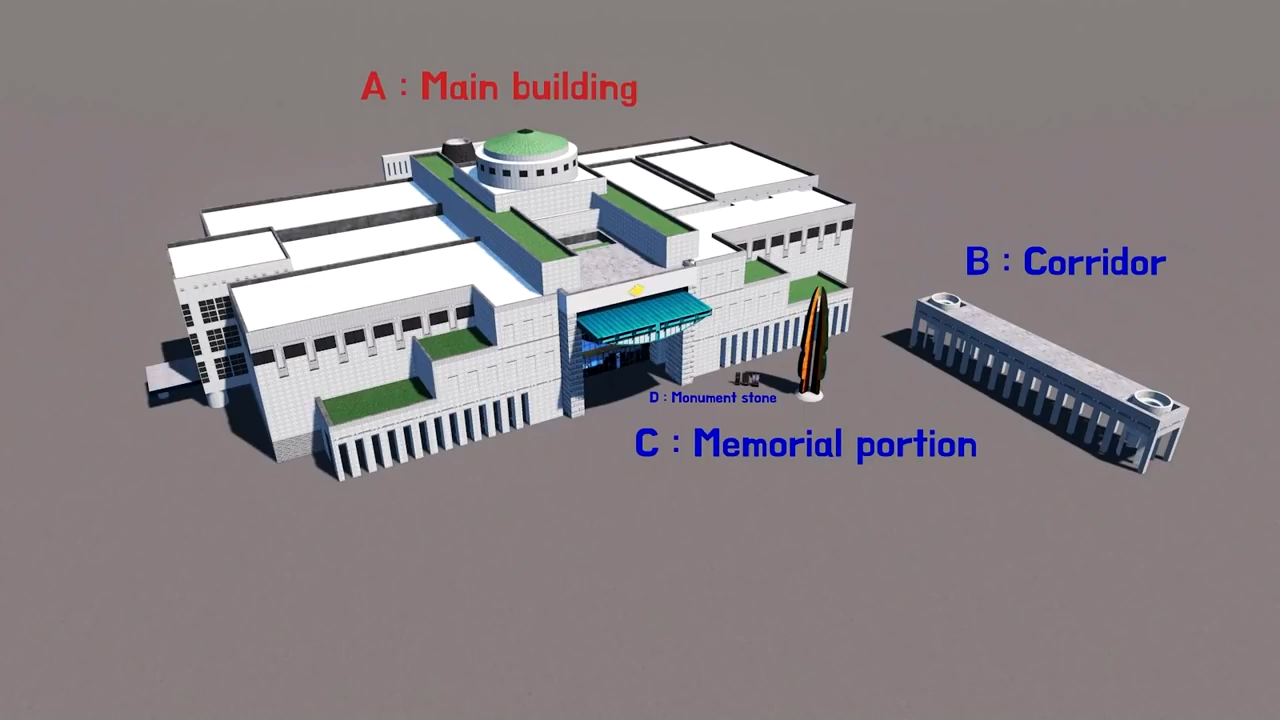 A : Main building
B : Corridor
D : Monument stone
C : Memorial portion